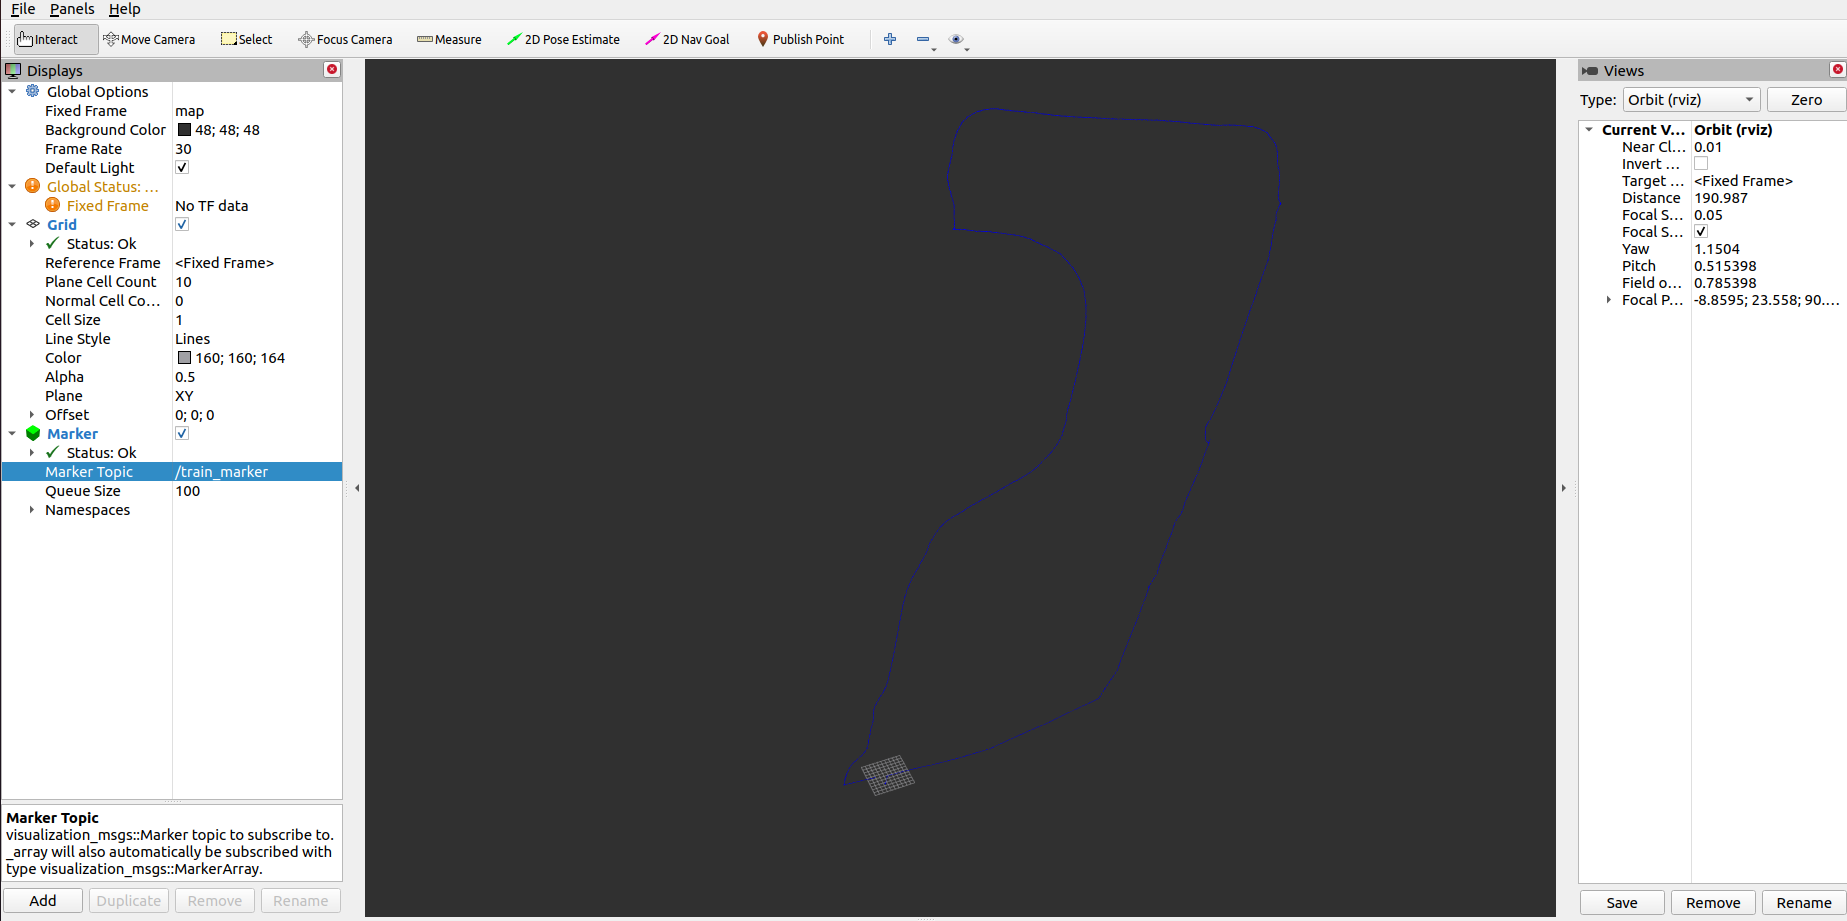 File Panels Help
Interact Move Camera Select Focus Camera Measure 2D Pose Estimate 2D Nav Goal Publish Point
Displays
Global Options
Fixed Frame map
Background Color 48; 48; 48
Frame Rate 30
Default Light
Global Status: ...
Fixed Frame No TF data
Grid
Status: Ok
Reference Frame <Fixed Frame>
Plane Cell Count 10
Normal Cell Co... 0
Cell Size 1
Line Style Lines
Color 160; 160; 164
Alpha 0.5
Plane XY
Offset 0; 0; 0
Marker
Status: Ok
Marker Topic /train_marker
Queue Size 100
Namespaces
Marker Topic
visualization_msgs::Marker topic to subscribe to.
_array will also automatically be subscribed with
type visualization_msgs::MarkerArray.
Add Duplicate Remove Rename
Views
Type: Orbit (rviz) Zero
Current V... Orbit (rviz)
Near Cl... 0.01
Invert ...
Target ... <Fixed Frame>
Distance 190.987
Focal S... 0.05
Focal S...
Yaw 1.1504
Pitch 0.515398
Field o... 0.785398
Focal P... -8.8595; 23.558; 90....
Save Remove Rename